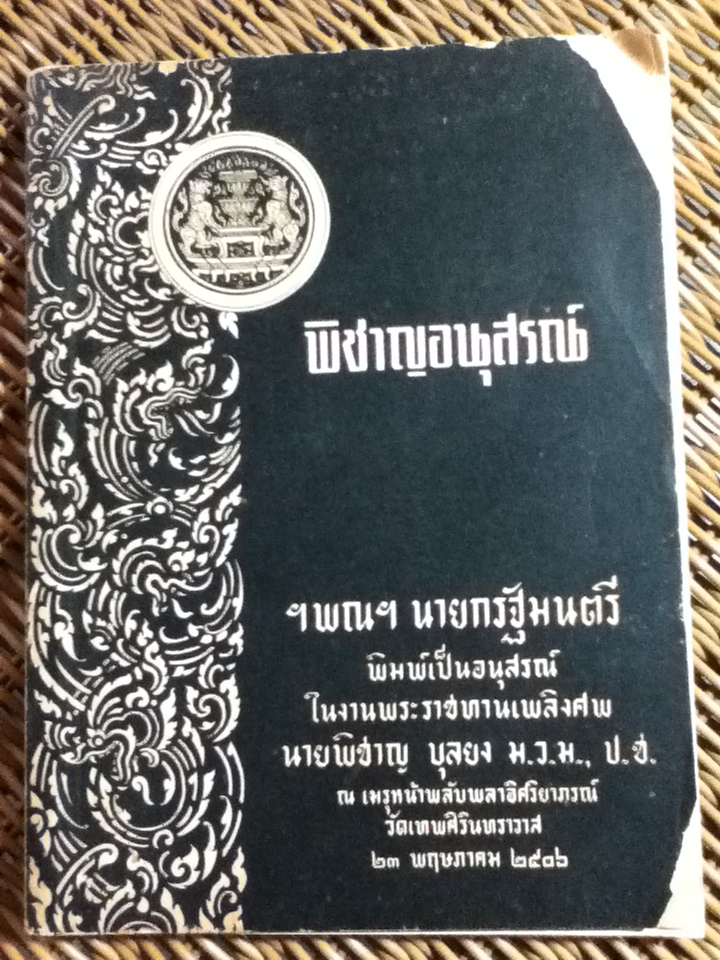 พิชาญอนุสรณ์
ฯพณฯ นายกรัฐมนตรี
พิมพ์เป็นอนุสรณ์
ในงานพระราชทานเพลิงศพ
นายพิชาญ บุลยง ม.ว.ม., ป.ช.
ณ เมรุหน้าพลับพลาอิศริยาภรณ์
วัดเทพศิรินทราวาส
๒๓ พฤษภาคม ๒๕๐๖